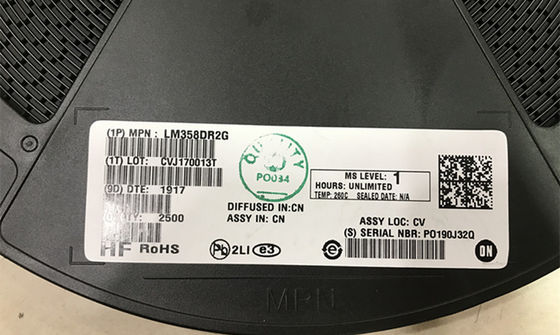 (1P) MPN : LM358DR2G
(1T) LOT: CVJ170013T
(9D) DTE: 1917
QTY: 2500
HF RoHS
QUALITY
PO034
DIFFUSED IN:CN
ASSY IN: CN
Pb 2LI e3
MS LEVEL: 1
HOURS: UNLIMITED
TEMP: 260C SEALED DATE: N/A
ASSY LOC: CV
(S) SERIAL NBR: PO190J32Q
ON
MPN